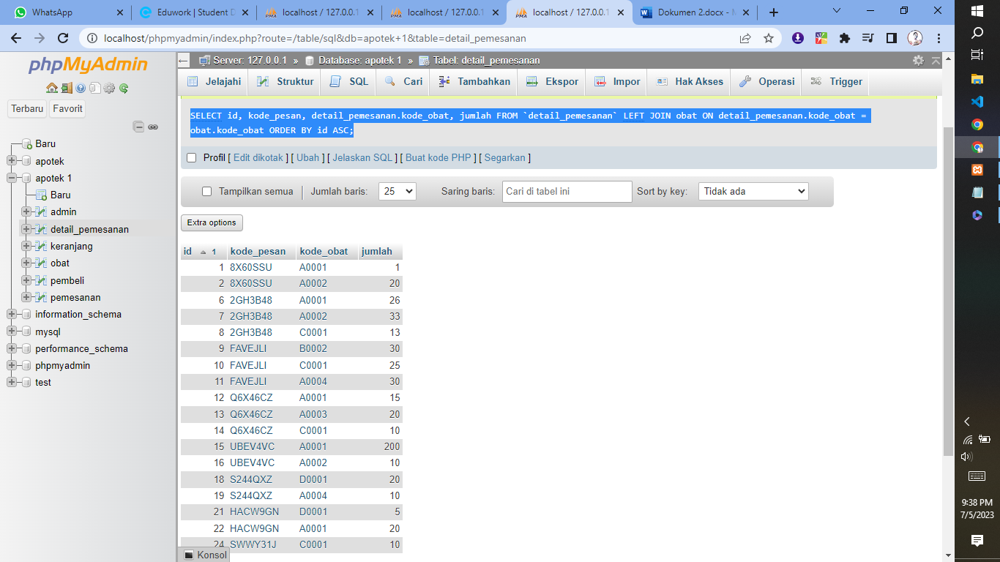 WhatsApp
Eduwork | Student D
localhost / 127.0.0.1
localhost / 127.0.0.1
localhost / 127.0.0.1
Dokumen 2.docx - M
localhost/phpmyadmin/index.php?route=/table/sql&db=apotek+1&table=detail_pemesanan
phpMyAdmin
Terbaru Favorit
Baru
apotek
apotek 1
Baru
admin
detail_pemesanan
keranjang
obat
pembeli
pemesanan
information_schema
mysql
performance_schema
phpmyadmin
test
Server: 127.0.0.1 » Database: apotek 1 » Tabel: detail_pemesanan
Jelajahi Struktur SQL Cari Tambahkan Ekspor Impor Hak Akses Operasi Trigger
SELECT id, kode_pesan, detail_pemesanan.kode_obat, jumlah FROM `detail_pemesanan` LEFT JOIN obat ON detail_pemesanan.kode_obat =
obat.kode_obat ORDER BY id ASC;
Profil [ Edit dikotak ] [ Ubah ] [ Jelaskan SQL ] [ Buat kode PHP ] [ Segarkan ]
Tampilkan semua Jumlah baris: 25 Saring baris: Cari di tabel ini Sort by key: Tidak ada
Extra options
id 1 kode_pesan kode_obat jumlah
1 8X60SSU A0001 1
2 8X60SSU A0002 20
6 2GH3B48 A0001 26
7 2GH3B48 A0002 33
8 2GH3B48 C0001 13
9 FAVEJLI B0002 30
10 FAVEJLI C0001 25
11 FAVEJLI A0004 30
12 Q6X46CZ A0001 15
13 Q6X46CZ A0003 20
14 Q6X46CZ C0001 10
15 UBEV4VC A0001 200
16 UBEV4VC A0002 10
18 S244QXZ D0001 20
19 S244QXZ A0004 10
21 HACW9GN D0001 5
22 HACW9GN A0001 20
24 SWWY31J C0001 10
Konsol
9:38 PM
7/5/2023